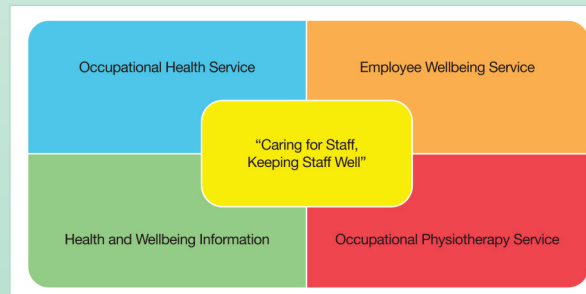 Occupational Health Service
Employee Wellbeing Service
“Caring for Staff,
Keeping Staff Well”
Health and Wellbeing Information
Occupational Physiotherapy Service